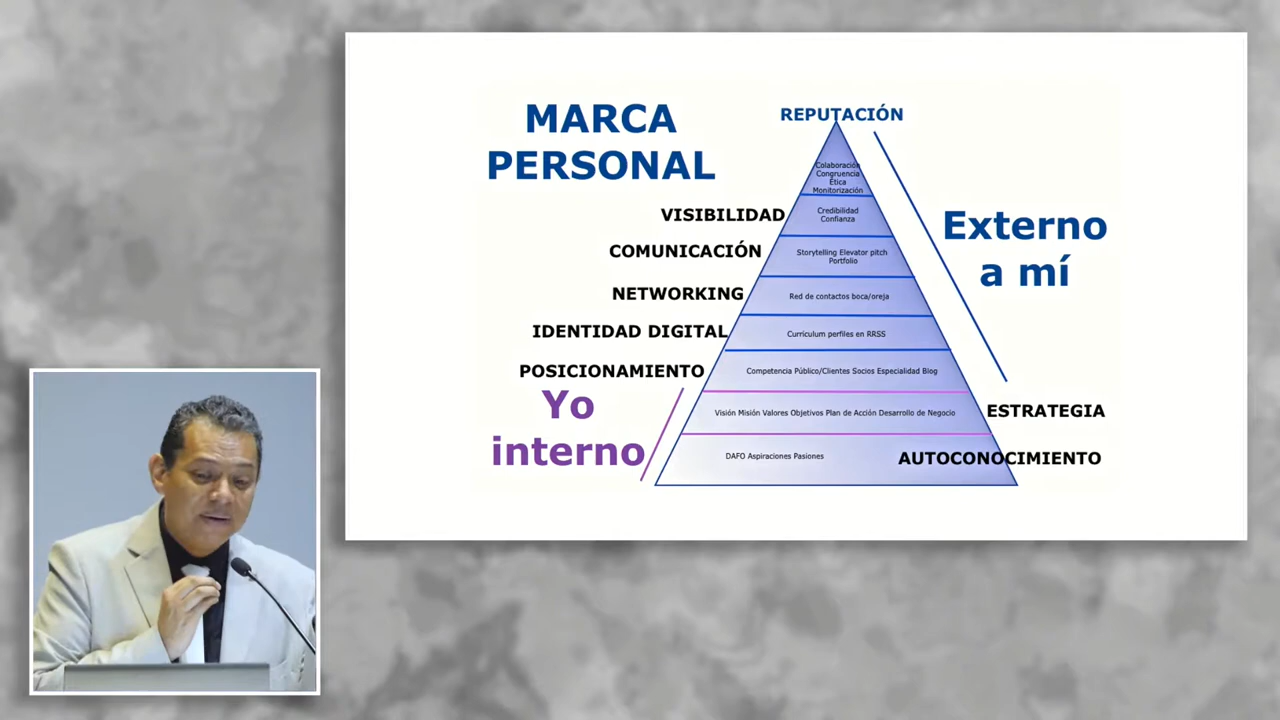 MARCA
PERSONAL
REPUTACIÓN
Colaboración
Congruencia
Ética
Monitorización
VISIBILIDAD
Credibilidad
Confianza
COMUNICACIÓN
Storytelling Elevator pitch
Portfolio
NETWORKING
Red de contactos boca/oreja
IDENTIDAD DIGITAL
Curriculum perfiles en RRSS
POSICIONAMIENTO
Competencia Público/Clientes Socios Especialidad Blog
Externo
a mí
Yo
interno
Visión Misión Valores Objetivos Plan de Acción Desarrollo de Negocio
ESTRATEGIA
DAFO Aspiraciones Pasiones
AUTOCONOCIMIENTO